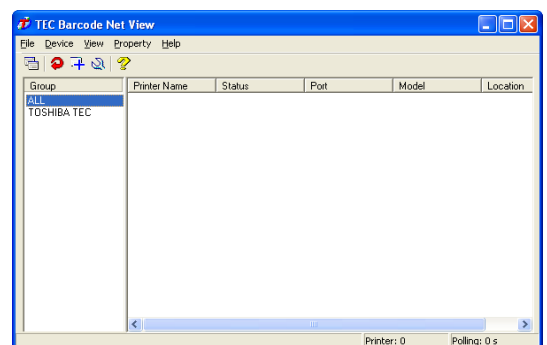 TEC Barcode Net View
File Device View Property Help
Group Printer Name Status Port Model Location
ALL
TOSHIBA TEC
Printer: 0 Polling: 0 s